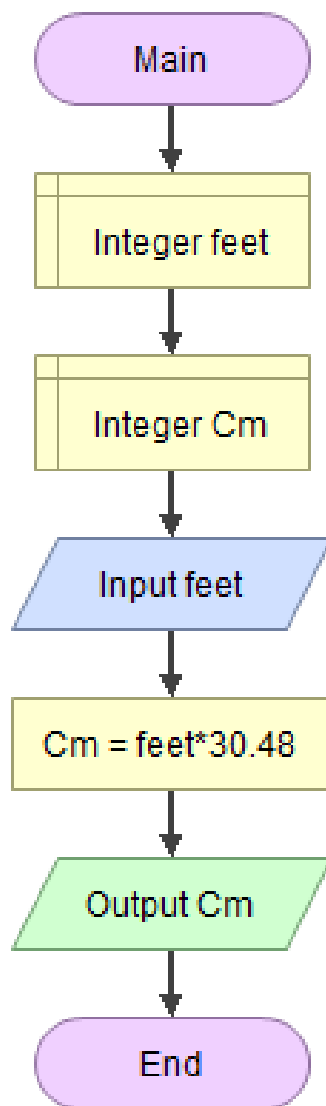 Main
Integer feet
Integer Cm
Input feet
Cm = feet*30.48
Output Cm
End